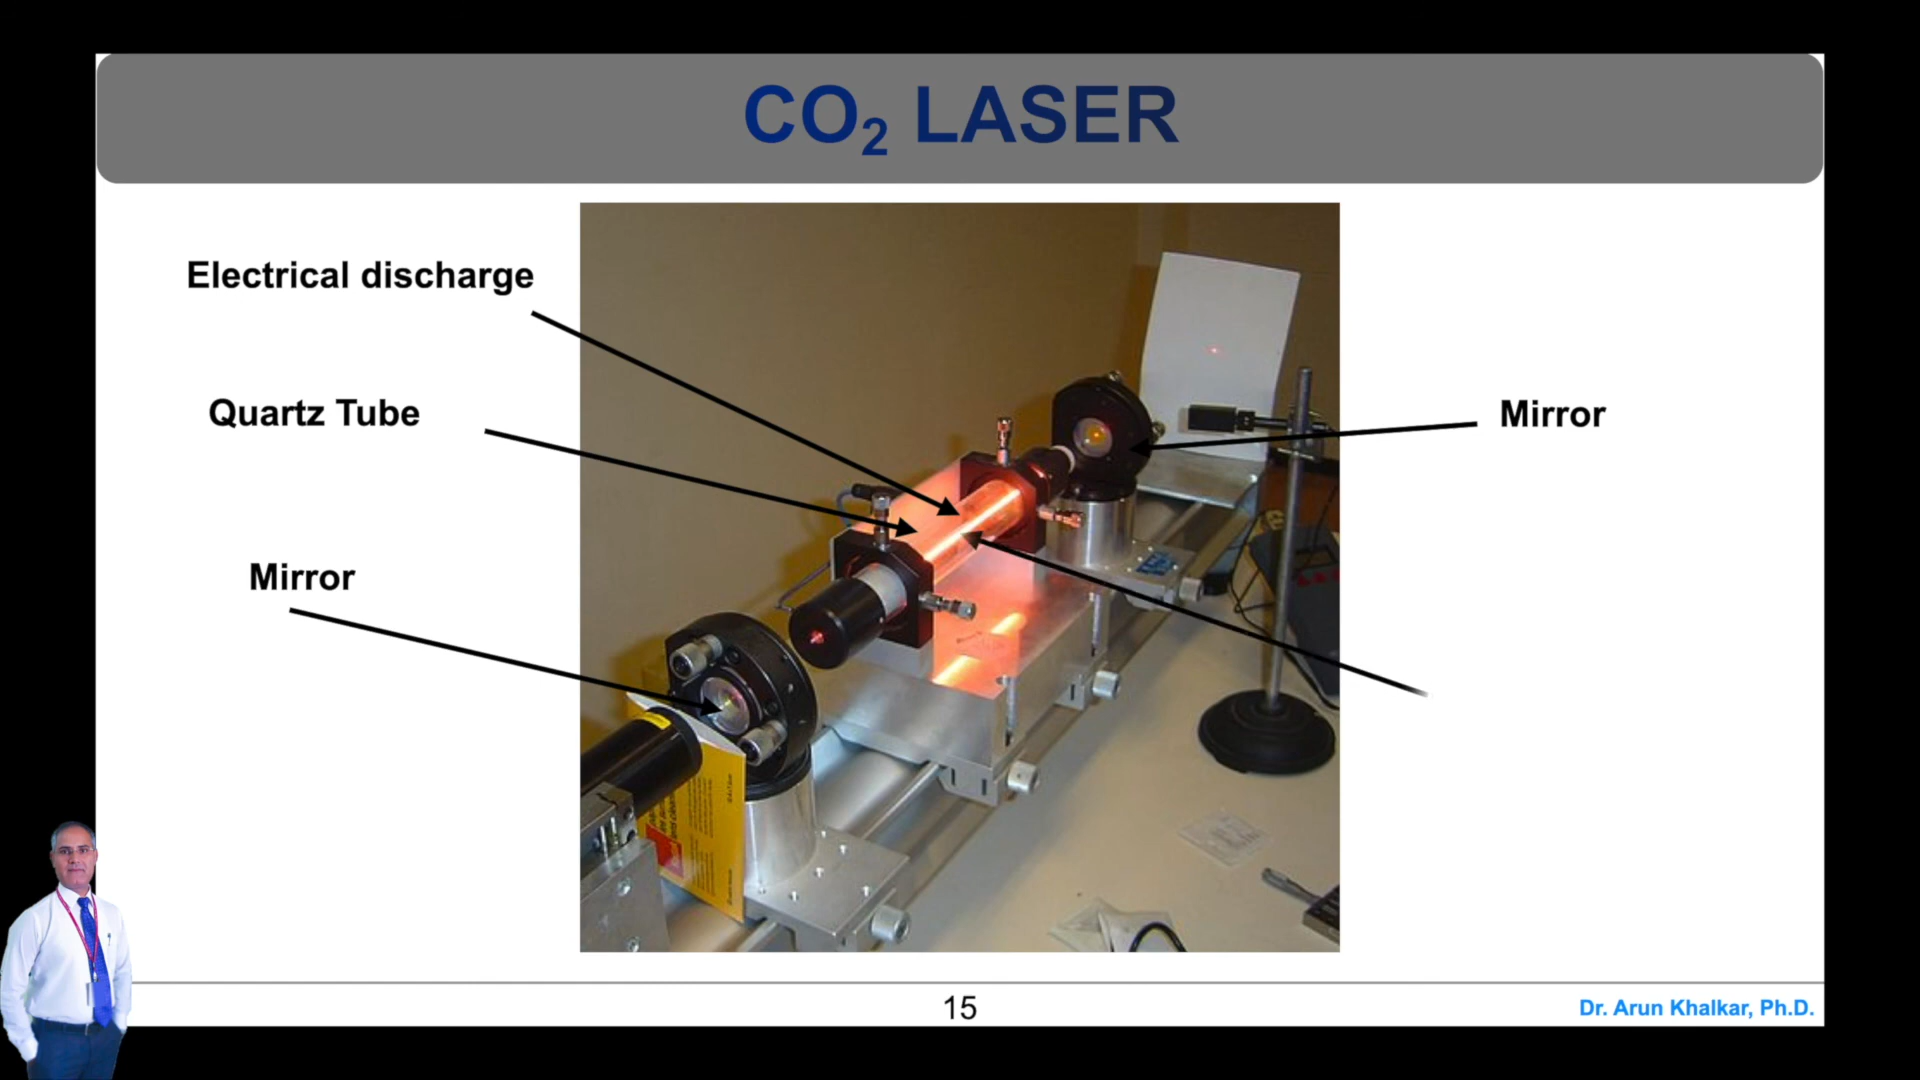 CO₂ LASER
Electrical discharge
Quartz Tube
Mirror
Mirror
15
Dr. Arun Khalkar, Ph.D.